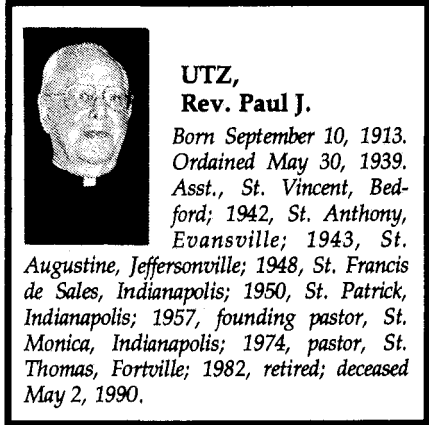 UTZ,
Rev. Paul J.
Born September 10, 1913.
Ordained May 30, 1939.
Asst., St. Vincent, Bed-
ford; 1942, St. Anthony,
Evansville; 1943, St.
Augustine, Jeffersonville; 1948, St. Francis
de Sales, Indianapolis; 1950, St. Patrick,
Indianapolis; 1957, founding pastor, St.
Monica, Indianapolis; 1974, pastor, St.
Thomas, Fortville; 1982, retired; deceased
May 2, 1990.